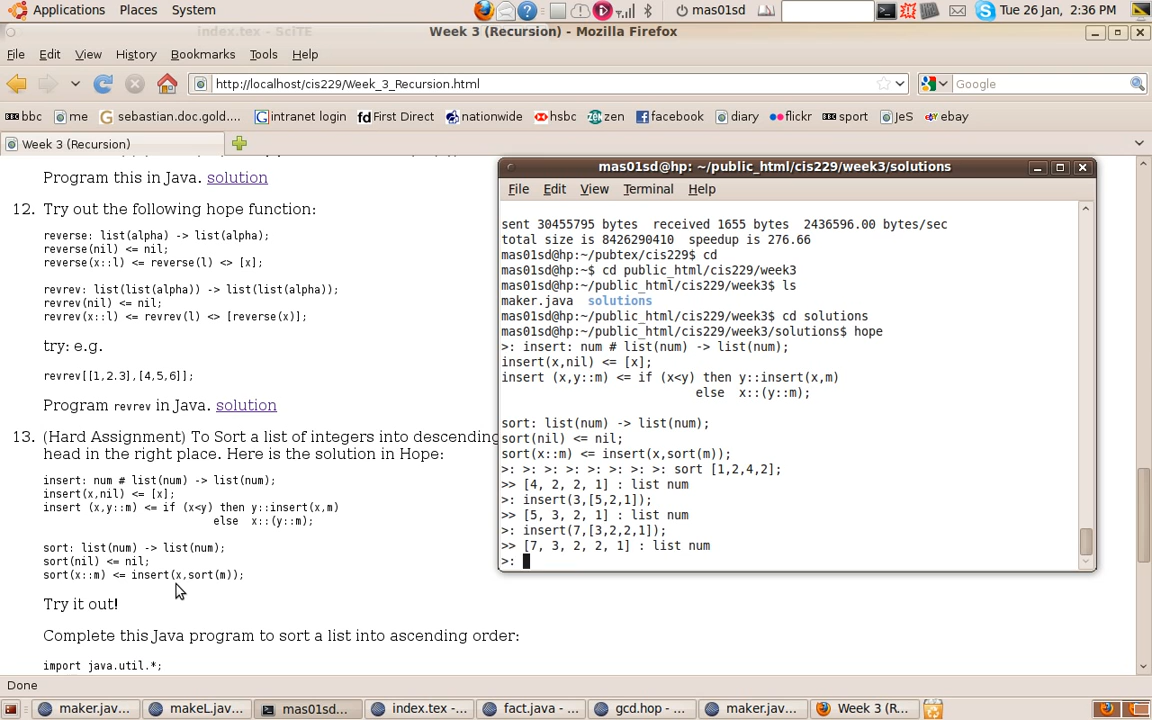 Applications Places System mas01sd Tue 26 Jan, 2:36 PM
index.tex - SciTE Week 3 (Recursion) - Mozilla Firefox
File Edit View History Bookmarks Tools Help
http://localhost/cis229/Week_3_Recursion.html Google
bbc me sebastian.doc.gold.... intranet login fd First Direct nationwide hsbc zen facebook diary flickr sport JeS ebay
Week 3 (Recursion)
Program this in Java. solution
12. Try out the following hope function:
reverse: list(alpha) -> list(alpha);
reverse(nil) <= nil;
reverse(x::l) <= reverse(l) <> [x];
revrev: list(list(alpha)) -> list(list(alpha));
revrev(nil) <= nil;
revrev(x::l) <= revrev(l) <> [reverse(x)];
try: e.g.
revrev[[1,2.3],[4,5,6]];
Program revrev in Java. solution
13. (Hard Assignment) To Sort a list of integers into descending
head in the right place. Here is the solution in Hope:
insert: num # list(num) -> list(num);
insert(x,nil) <= [x];
insert (x,y::m) <= if (x<y) then y::insert(x,m)
else x::(y::m);
sort: list(num) -> list(num);
sort(nil) <= nil;
sort(x::m) <= insert(x,sort(m));
Try it out!
Complete this Java program to sort a list into ascending order:
import java.util.*;
mas01sd@hp: ~/public_html/cis229/week3/solutions
File Edit View Terminal Help
sent 30455795 bytes received 1655 bytes 2436596.00 bytes/sec
total size is 8426290410 speedup is 276.66
mas01sd@hp:~/pubtex/cis229$ cd
mas01sd@hp:~$ cd public_html/cis229/week3
mas01sd@hp:~/public_html/cis229/week3$ ls
maker.java solutions
mas01sd@hp:~/public_html/cis229/week3$ cd solutions
mas01sd@hp:~/public_html/cis229/week3/solutions$ hope
>: insert: num # list(num) -> list(num);
insert(x,nil) <= [x];
insert (x,y::m) <= if (x<y) then y::insert(x,m)
else x::(y::m);
sort: list(num) -> list(num);
sort(nil) <= nil;
sort(x::m) <= insert(x,sort(m));
>: >: >: >: >: >: >: >: sort [1,2,4,2];
>> [4, 2, 2, 1] : list num
>: insert(3,[5,2,1]);
>> [5, 3, 2, 1] : list num
>: insert(7,[3,2,2,1]);
>> [7, 3, 2, 2, 1] : list num
>:
Done
maker.jav... makeL.jav... mas01sd... index.tex -... fact.java - ... gcd.hop - ... maker.jav... Week 3 (R...